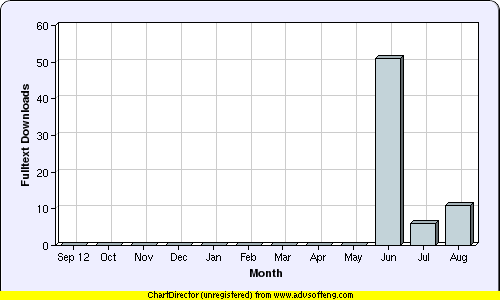 60
50
40
30
20
10
0
Fulltext Downloads
Sep 12 Oct Nov Dec Jan Feb Mar Apr May Jun Jul Aug
Month
ChartDirector (unregistered) from www.advsofteng.com